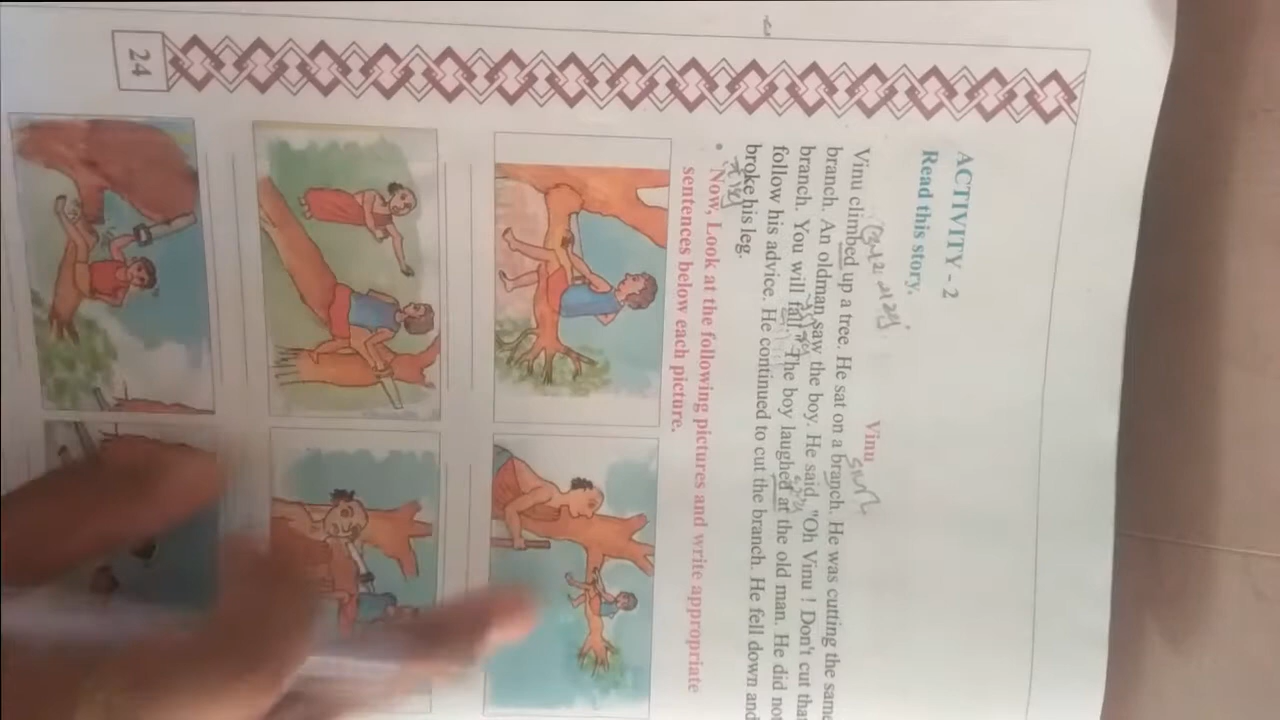 ACTIVITY - 2
Read this story.
Vinu
Vinu climbed up a tree. He sat on a branch. He was cutting the same
branch. An oldman saw the boy. He said, "Oh Vinu ! Don't cut that
branch. You will fall." The boy laughed at the old man. He did not
follow his advice. He continued to cut the branch. He fell down and
broke his leg.
• Now, Look at the following pictures and write appropriate
sentences below each picture.
24